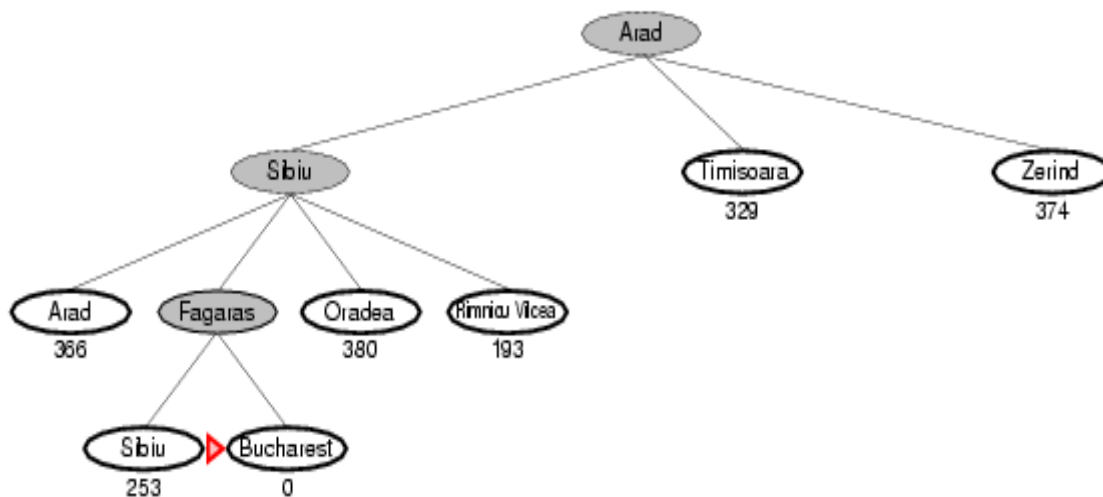 Arad
Sibiu
Timisoara
Zerind
329
374
Arad
Fagaras
Oradea
Rimnicu Vilcea
366
380
193
Sibiu
Bucharest
253
0